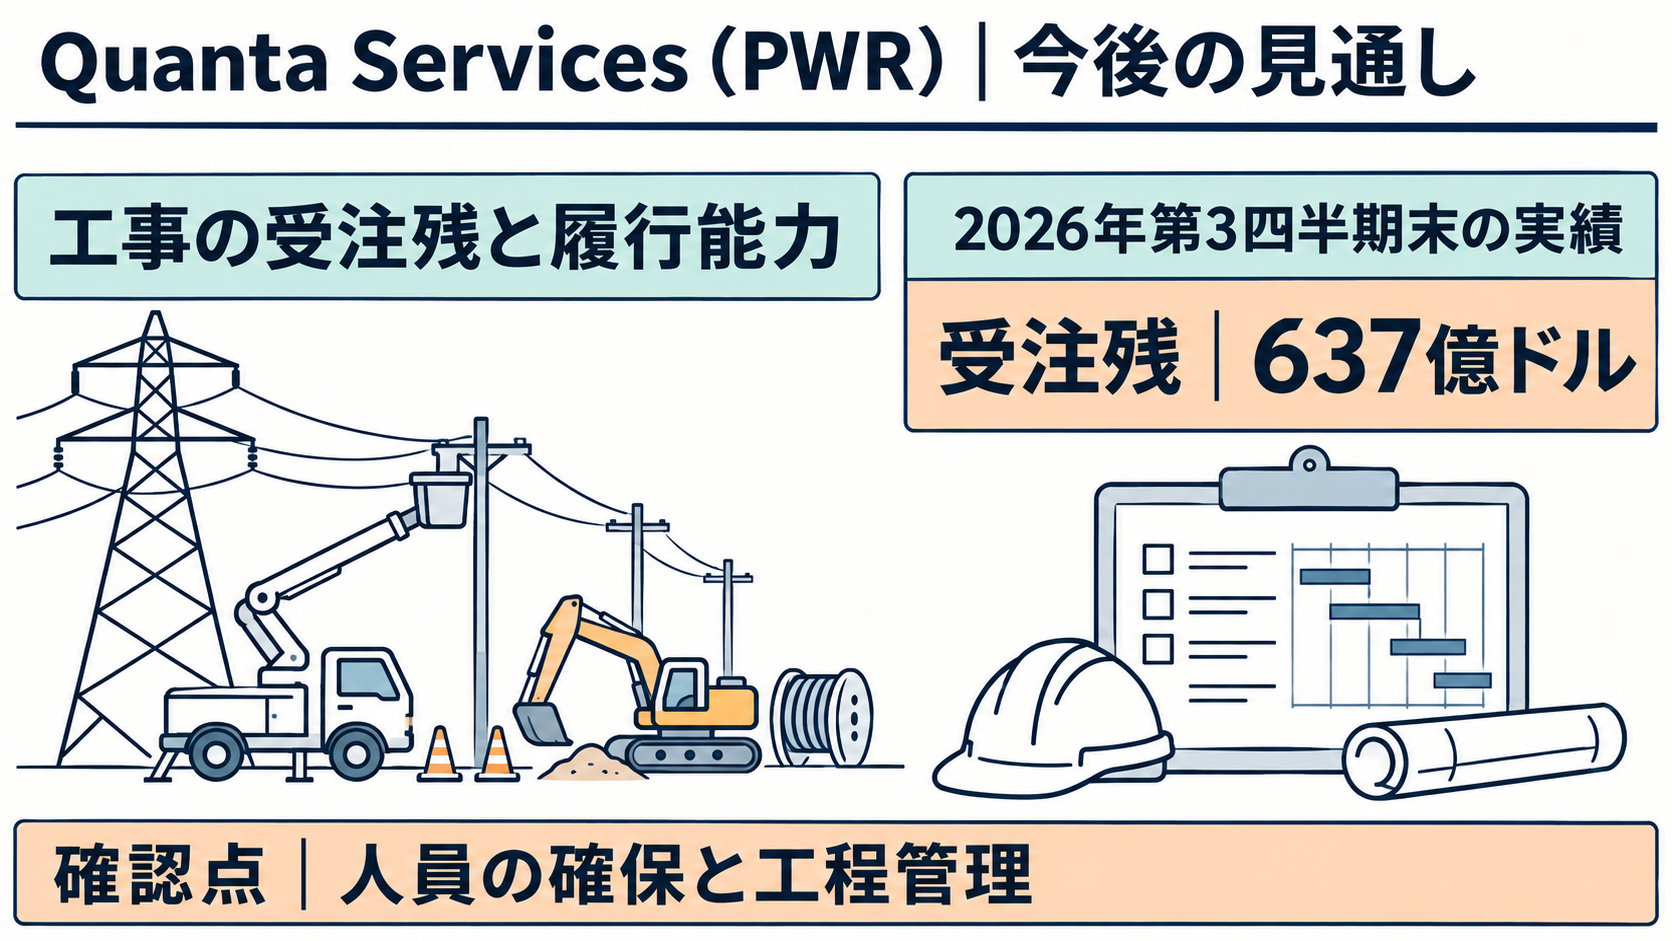 Quanta Services（PWR）｜今後の見通し
工事の受注残と履行能力
2026年第3四半期末の実績
受注残｜637億ドル
確認点｜人員の確保と工程管理